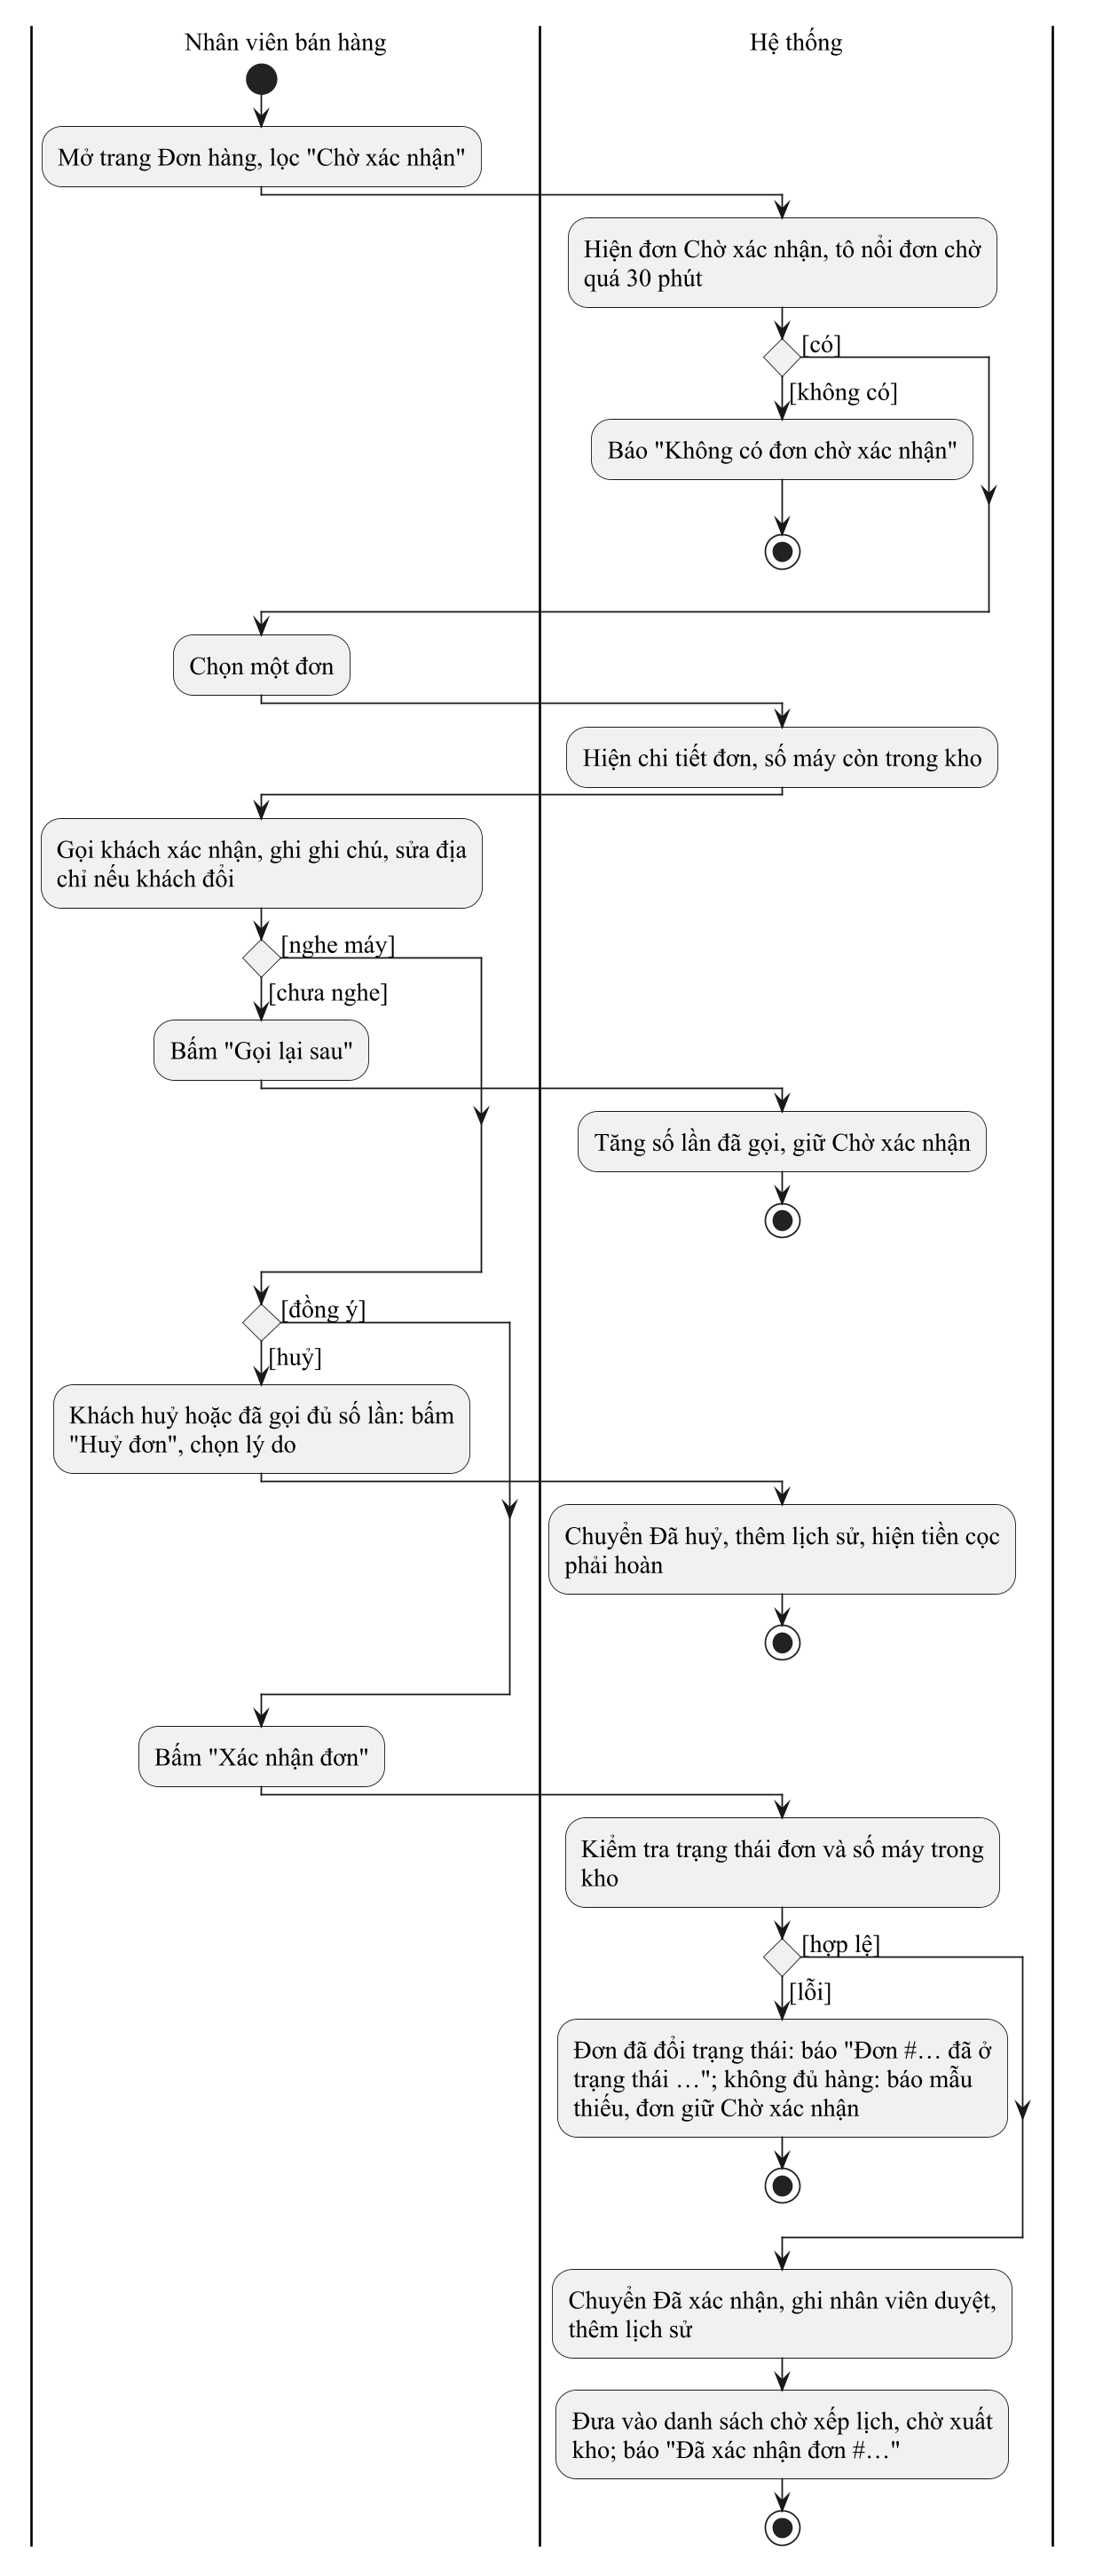 Nhân viên bán hàng
Hệ thống
Mở trang Đơn hàng, lọc "Chờ xác nhận"
Hiện đơn Chờ xác nhận, tô nổi đơn chờ
quá 30 phút
[có]
[không có]
Báo "Không có đơn chờ xác nhận"
Chọn một đơn
Hiện chi tiết đơn, số máy còn trong kho
Gọi khách xác nhận, ghi ghi chú, sửa địa
chỉ nếu khách đổi
[nghe máy]
[chưa nghe]
Bấm "Gọi lại sau"
Tăng số lần đã gọi, giữ Chờ xác nhận
[đồng ý]
[huỷ]
Khách huỷ hoặc đã gọi đủ số lần: bấm
"Huỷ đơn", chọn lý do
Chuyển Đã huỷ, thêm lịch sử, hiện tiền cọc
phải hoàn
Bấm "Xác nhận đơn"
Kiểm tra trạng thái đơn và số máy trong
kho
[hợp lệ]
[lỗi]
Đơn đã đổi trạng thái: báo "Đơn #… đã ở
trạng thái …"; không đủ hàng: báo mẫu
thiếu, đơn giữ Chờ xác nhận
Chuyển Đã xác nhận, ghi nhân viên duyệt,
thêm lịch sử
Đưa vào danh sách chờ xếp lịch, chờ xuất
kho; báo "Đã xác nhận đơn #…"